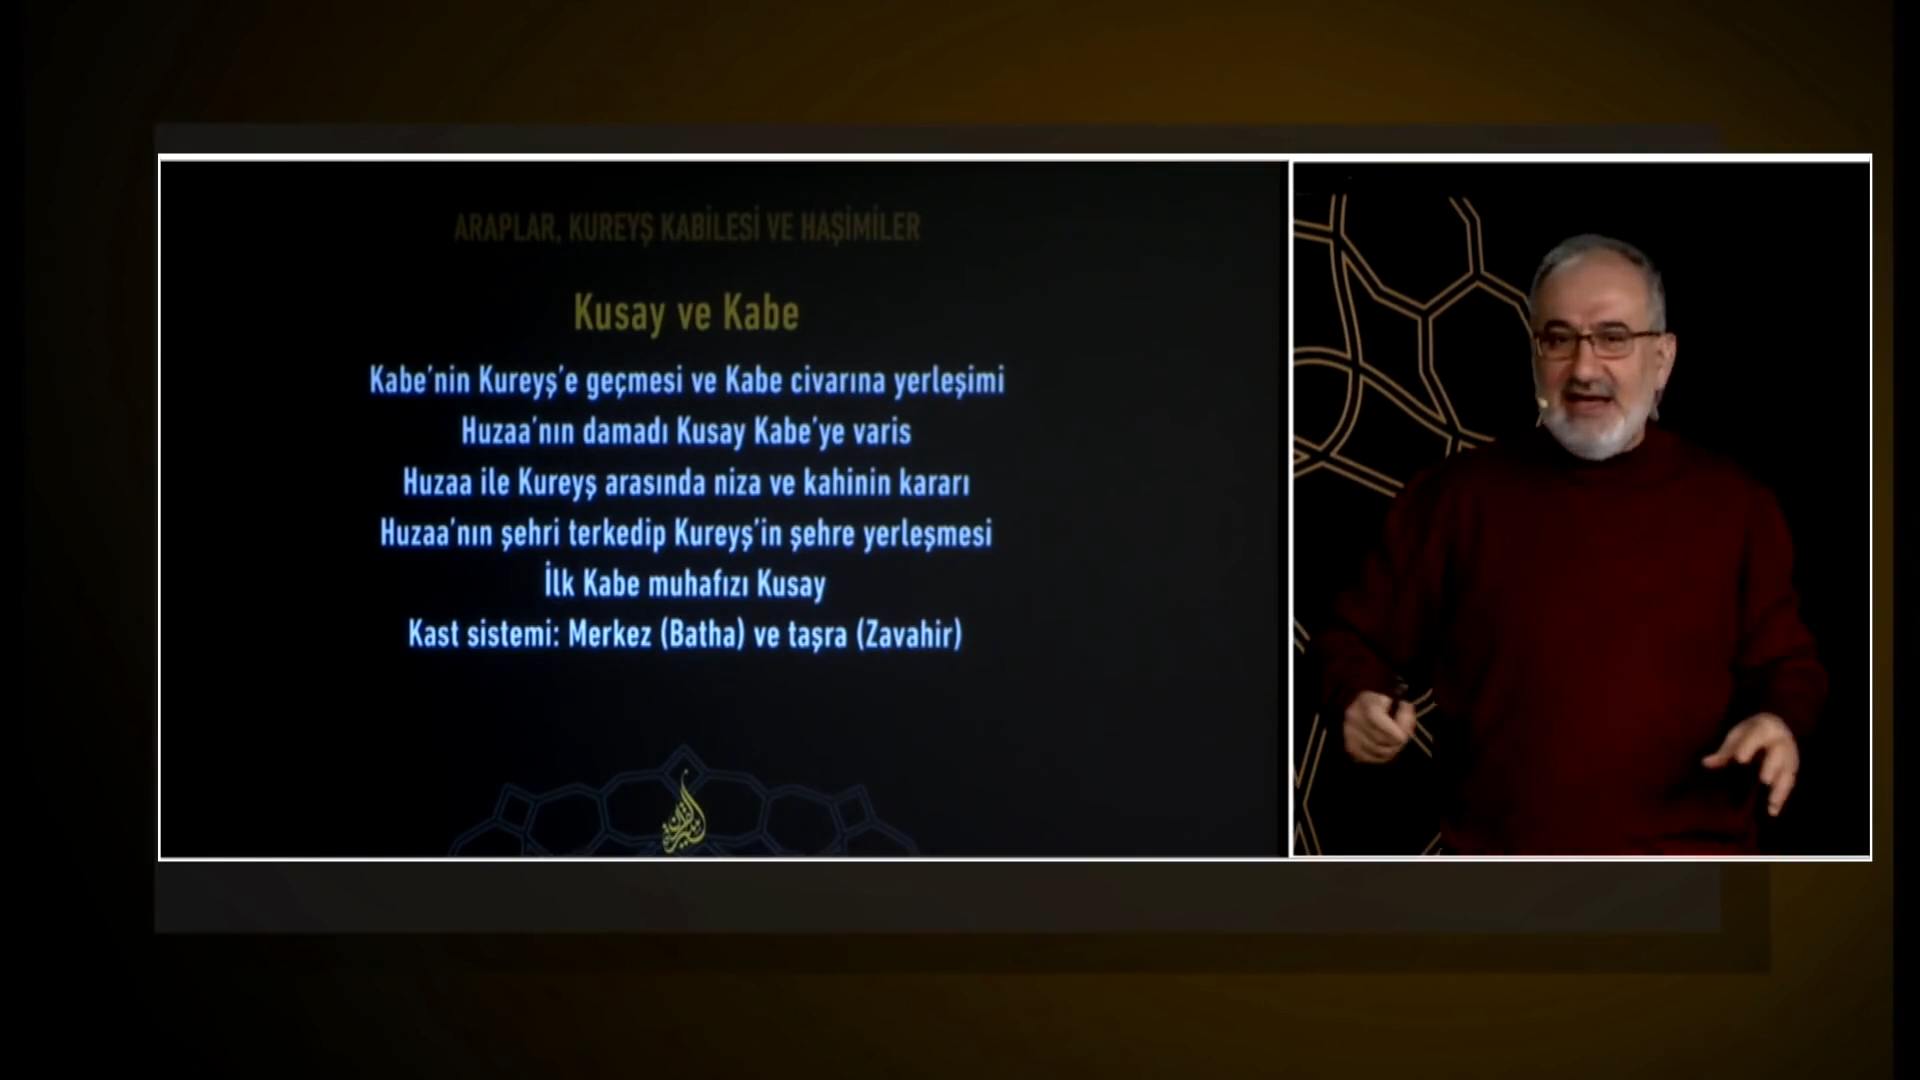 ARAPLAR, KUREYŞ KABİLESİ VE HAŞİMİLER
Kusay ve Kabe
Kabe'nin Kureyş'e geçmesi ve Kabe civarına yerleşimi
Huzaa'nın damadı Kusay Kabe'ye varis
Huzaa ile Kureyş arasında niza ve kahinin kararı
Huzaa'nın şehri terkedip Kureyş'in şehre yerleşmesi
İlk Kabe muhafızı Kusay
Kast sistemi: Merkez (Batha) ve taşra (Zavahir)